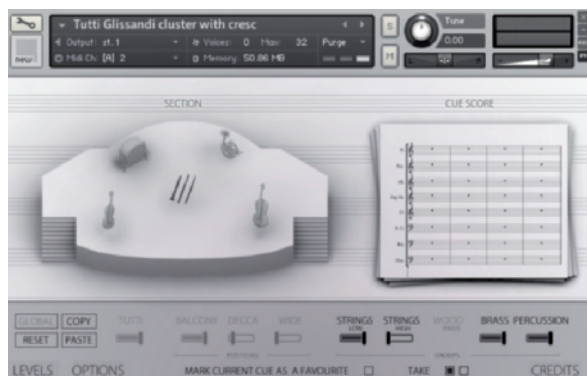 Tutti Glissandi cluster with cresc
Output: st. 1 Voices: 0 Max: 32 Purge
Midi Ch: [A] 2 Memory: 50.86 MB
new
S
M
Tune
0.00
SECTION
CUE SCORE
GLOBAL COPY
RESET PASTE
TUTTI
BALCONY DECCA WIDE
POSITIONS
STRINGS LOW
STRINGS HIGH
WOOD WINDS
BRASS PERCUSSION
GROUPS
LEVELS OPTIONS MARK CURRENT CUE AS A FAVOURITE TAKE CREDITS